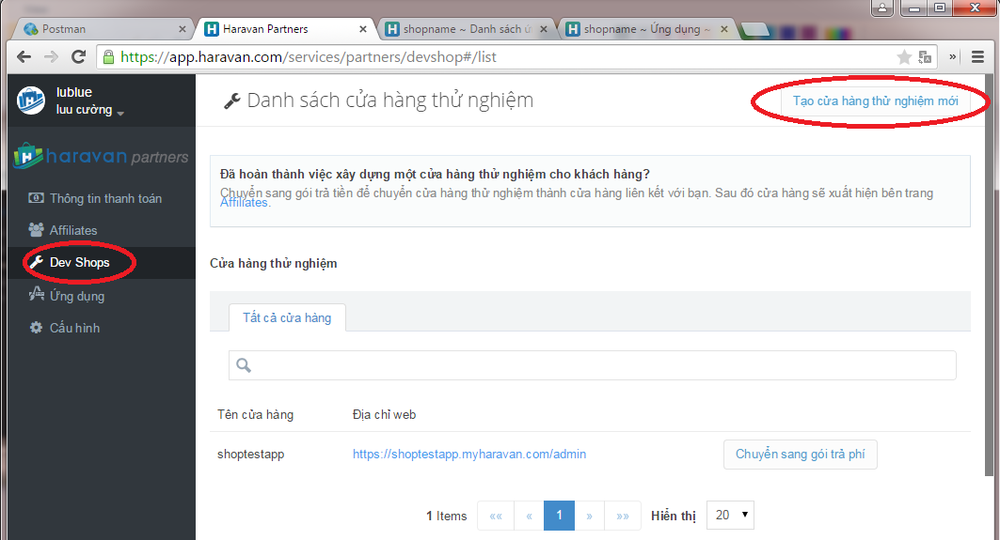 Postman
Haravan Partners
shopname ~ Danh sách ứ
shopname ~ Ứng dụng ~
https://app.haravan.com/services/partners/devshop#/list
lublue
luu cường
haravan partners
Thông tin thanh toán
Affiliates
Dev Shops
Ứng dụng
Cấu hình
Danh sách cửa hàng thử nghiệm
Tạo cửa hàng thử nghiệm mới
Đã hoàn thành việc xây dựng một cửa hàng thử nghiệm cho khách hàng?
Chuyển sang gói trả tiền để chuyển cửa hàng thử nghiệm thành cửa hàng liên kết với bạn. Sau đó cửa hàng sẽ xuất hiện bên trang
Affiliates.
Cửa hàng thử nghiệm
Tất cả cửa hàng
Tên cửa hàng Địa chỉ web
shoptestapp https://shoptestapp.myharavan.com/admin Chuyển sang gói trả phí
1 Items «« « 1 » »» Hiển thị 20